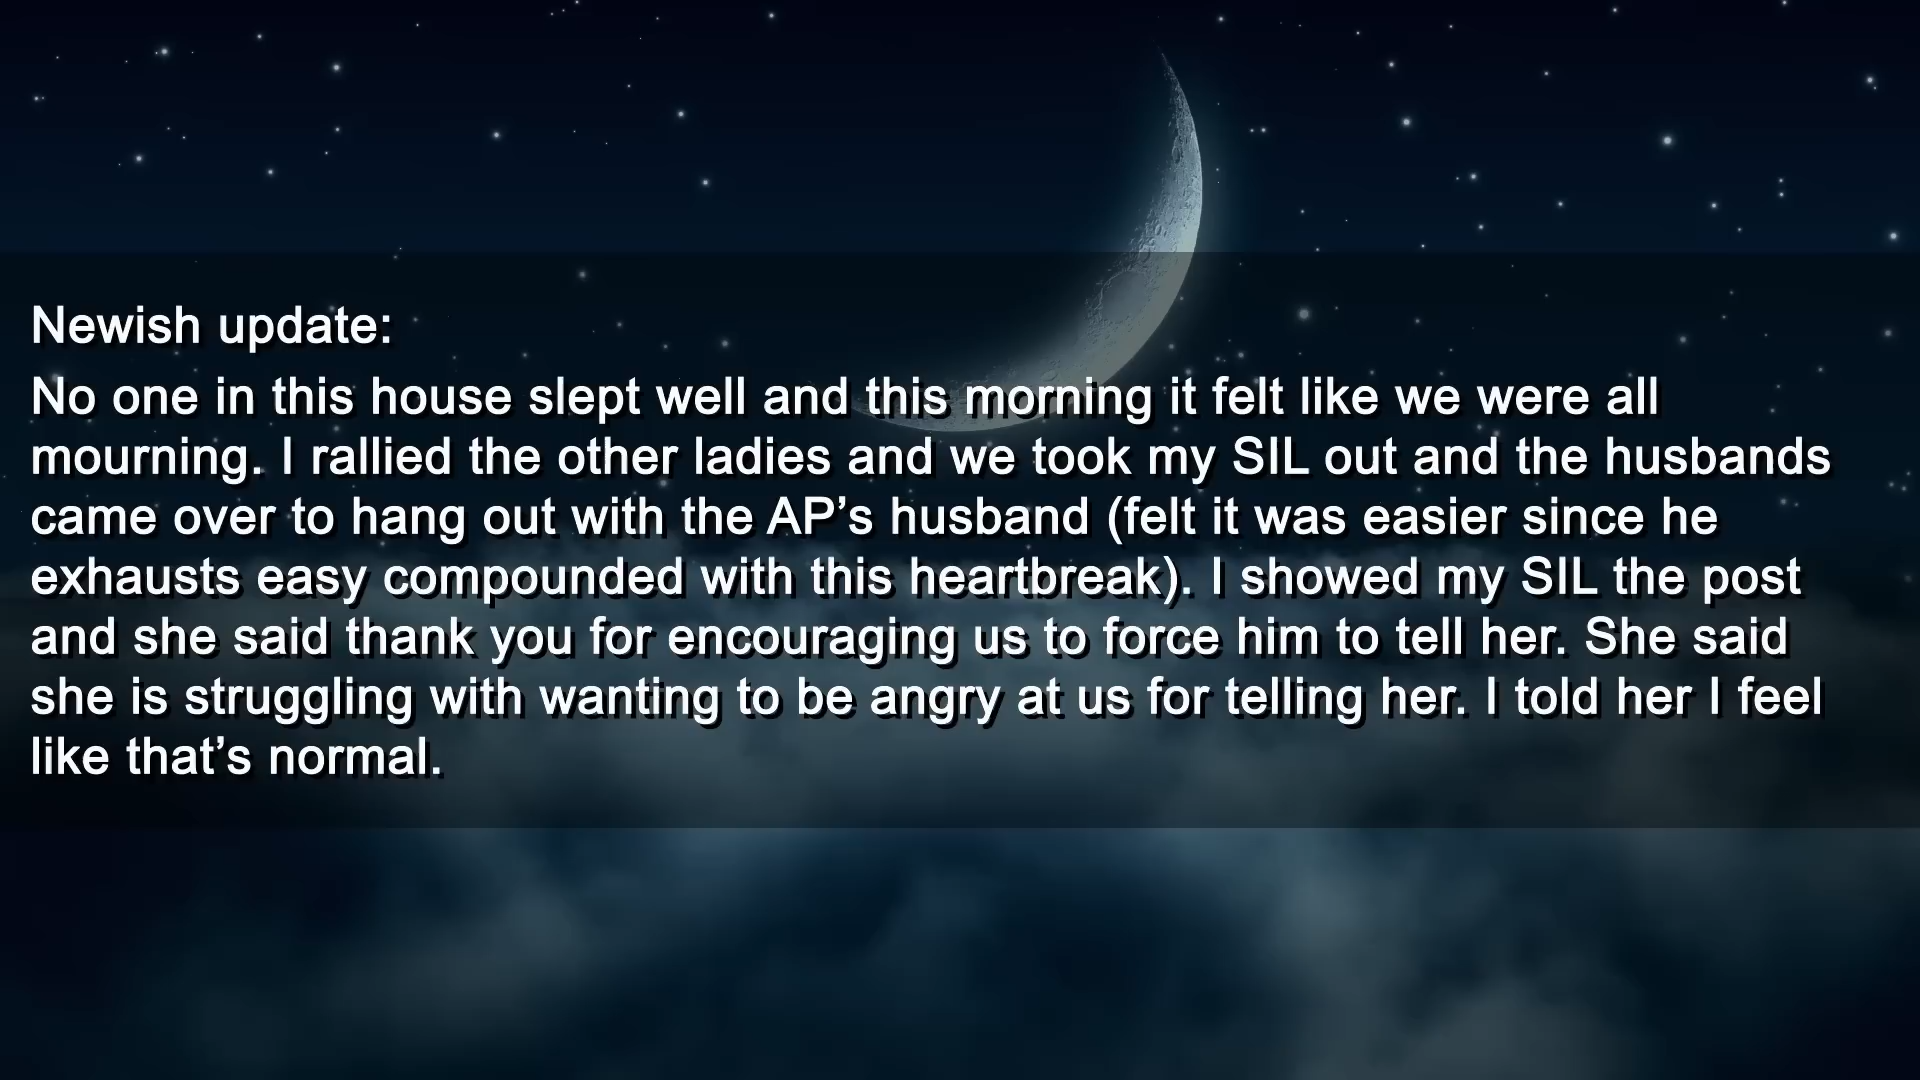 Newish update:
No one in this house slept well and this morning it felt like we were all
mourning. I rallied the other ladies and we took my SIL out and the husbands
came over to hang out with the AP’s husband (felt it was easier since he
exhausts easy compounded with this heartbreak). I showed my SIL the post
and she said thank you for encouraging us to force him to tell her. She said
she is struggling with wanting to be angry at us for telling her. I told her I feel
like that’s normal.